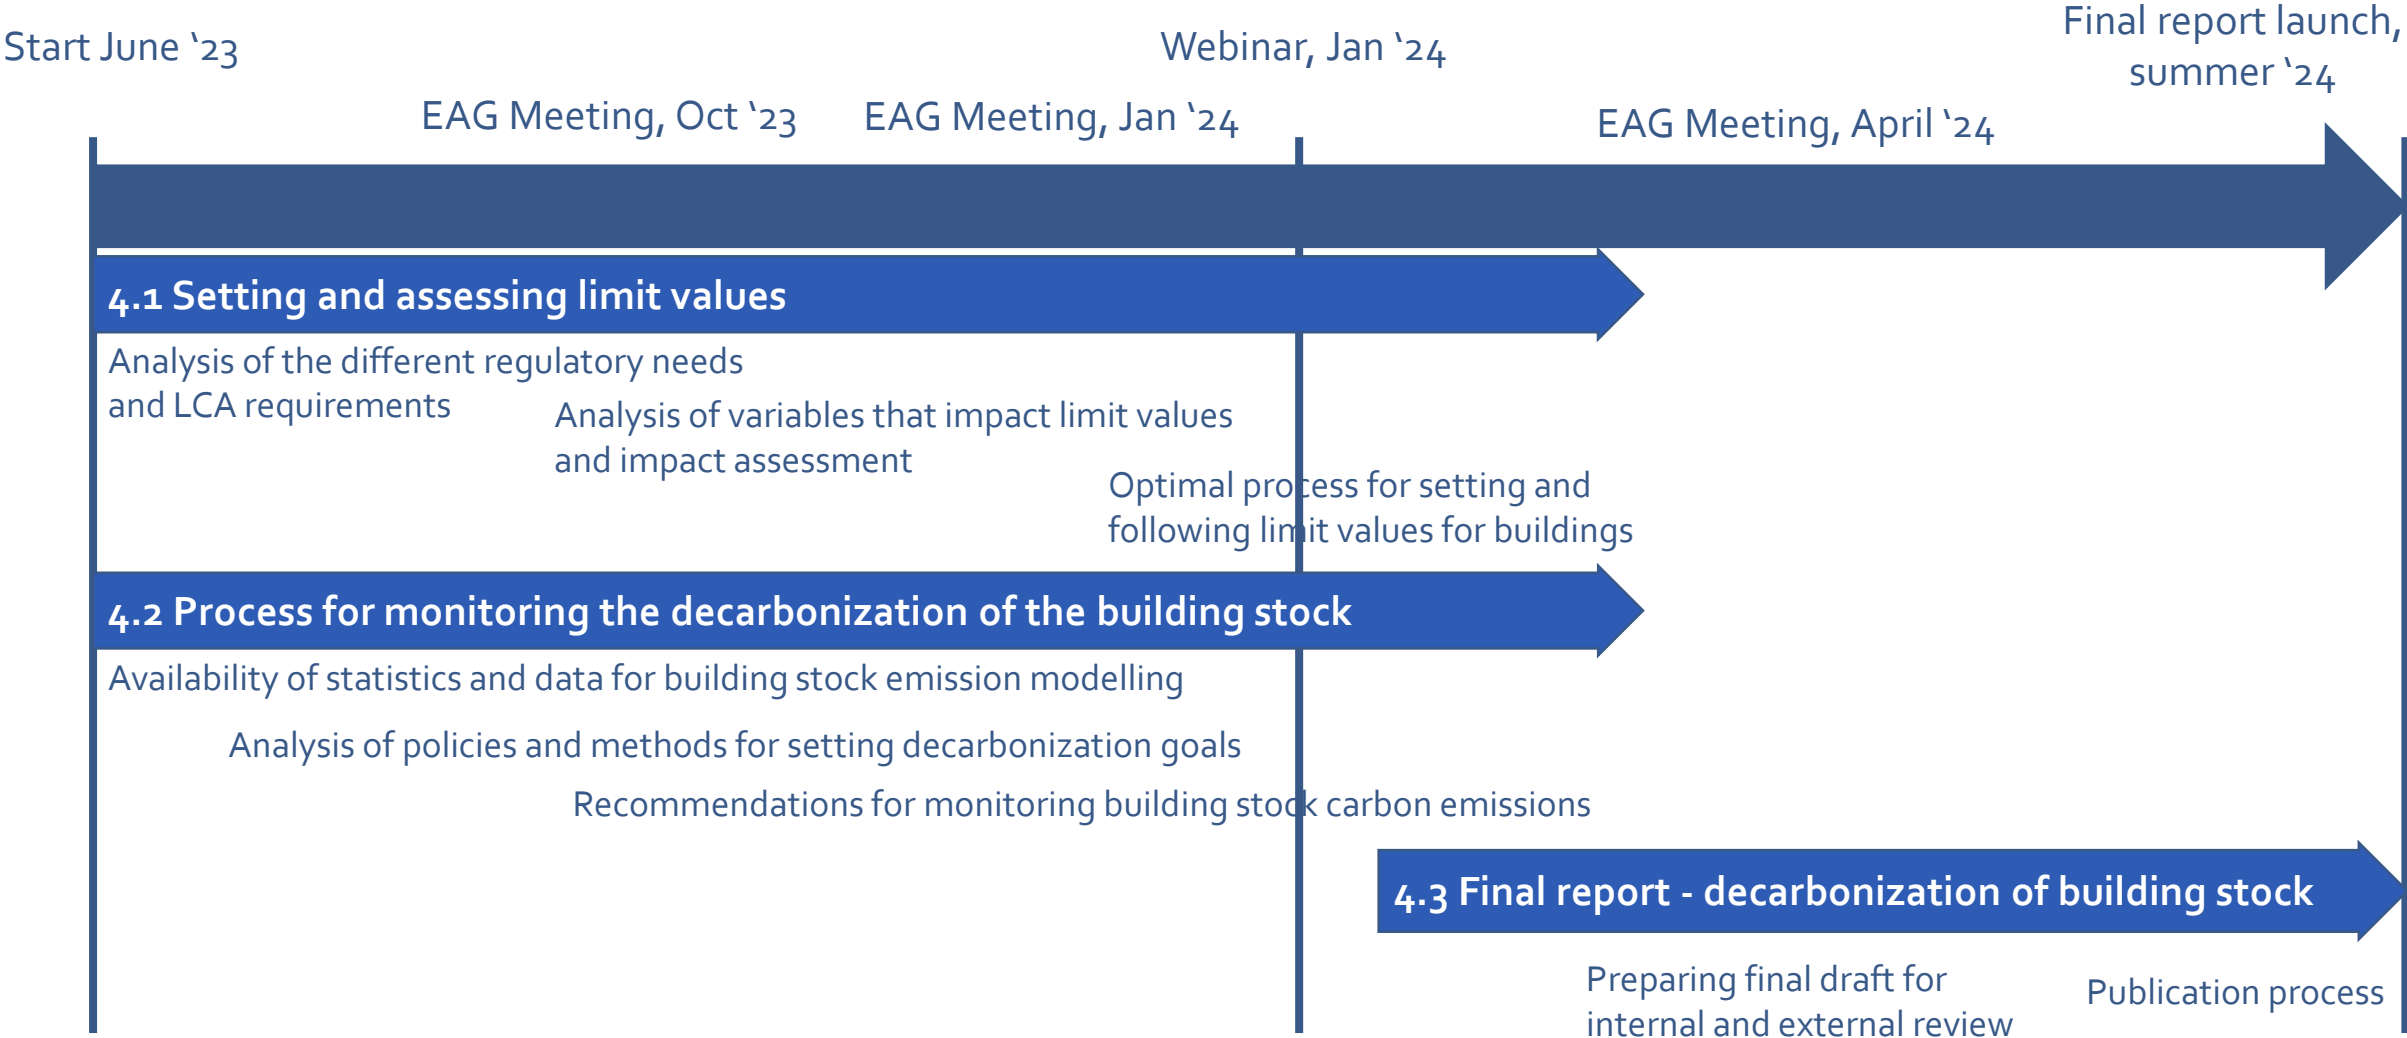 Start June ‘23
Webinar, Jan ‘24
Final report launch,
summer ‘24
EAG Meeting, Oct ‘23
EAG Meeting, Jan ‘24
EAG Meeting, April ‘24
4.1 Setting and assessing limit values
Analysis of the different regulatory needs
and LCA requirements
Analysis of variables that impact limit values
and impact assessment
Optimal process for setting and
following limit values for buildings
4.2 Process for monitoring the decarbonization of the building stock
Availability of statistics and data for building stock emission modelling
Analysis of policies and methods for setting decarbonization goals
Recommendations for monitoring building stock carbon emissions
4.3 Final report - decarbonization of building stock
Preparing final draft for
internal and external review
Publication process